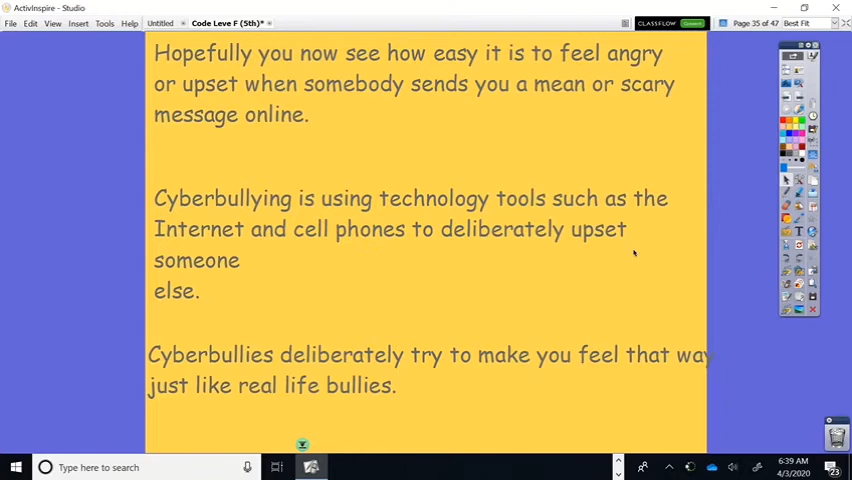 ActivInspire - Studio
File Edit View Insert Tools Help Untitled Code Level F (5th)* CLASSFLOW Connect Page 35 of 47 Best Fit
Hopefully you now see how easy it is to feel angry
or upset when somebody sends you a mean or scary
message online.
Cyberbullying is using technology tools such as the
Internet and cell phones to deliberately upset
someone
else.
Cyberbullies deliberately try to make you feel that way
just like real life bullies.
Type here to search
6:39 AM
4/3/2020
23